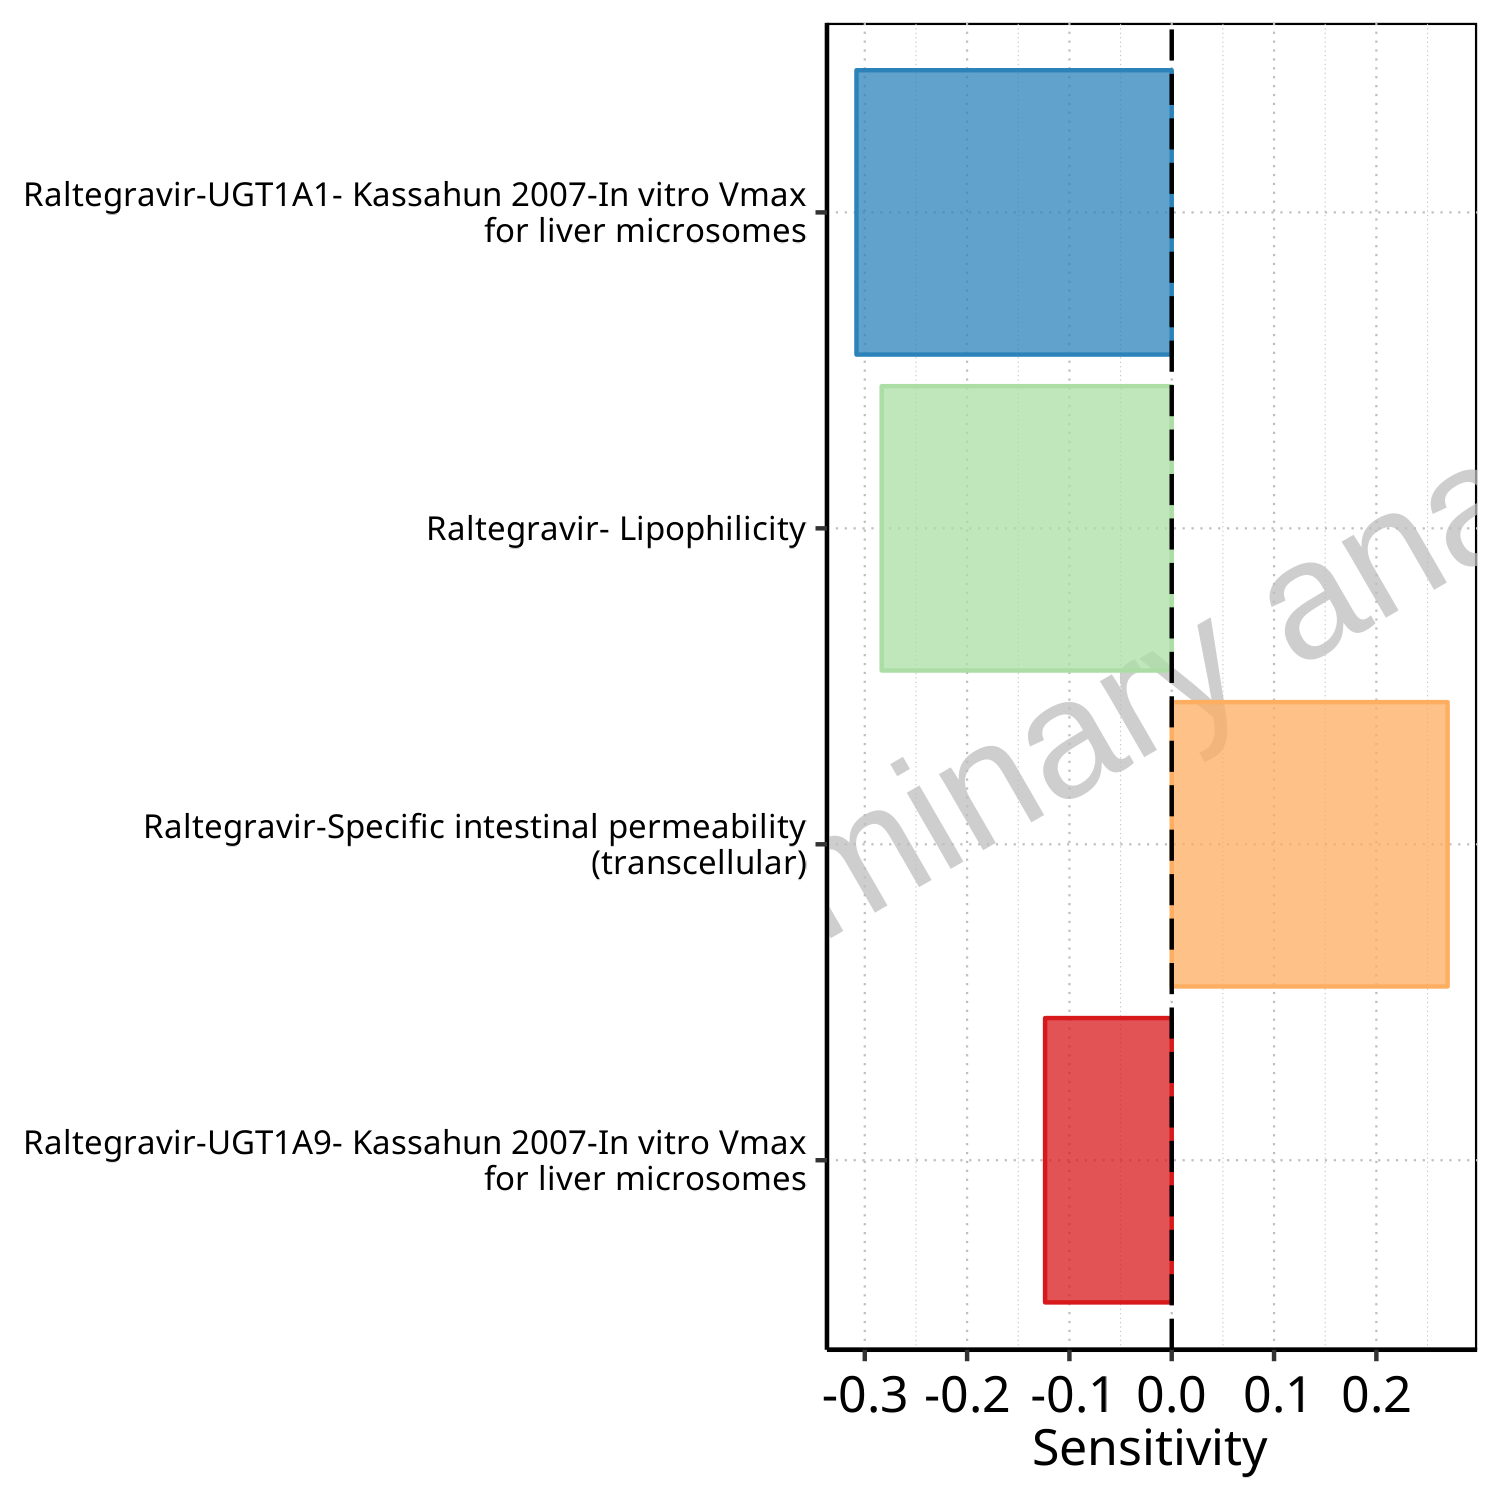 Raltegravir-UGT1A1- Kassahun 2007-In vitro Vmax
for liver microsomes
Raltegravir- Lipophilicity
Raltegravir-Specific intestinal permeability
(transcellular)
Raltegravir-UGT1A9- Kassahun 2007-In vitro Vmax
for liver microsomes
minary ana
-0.3 -0.2 -0.1 0.0 0.1 0.2
Sensitivity